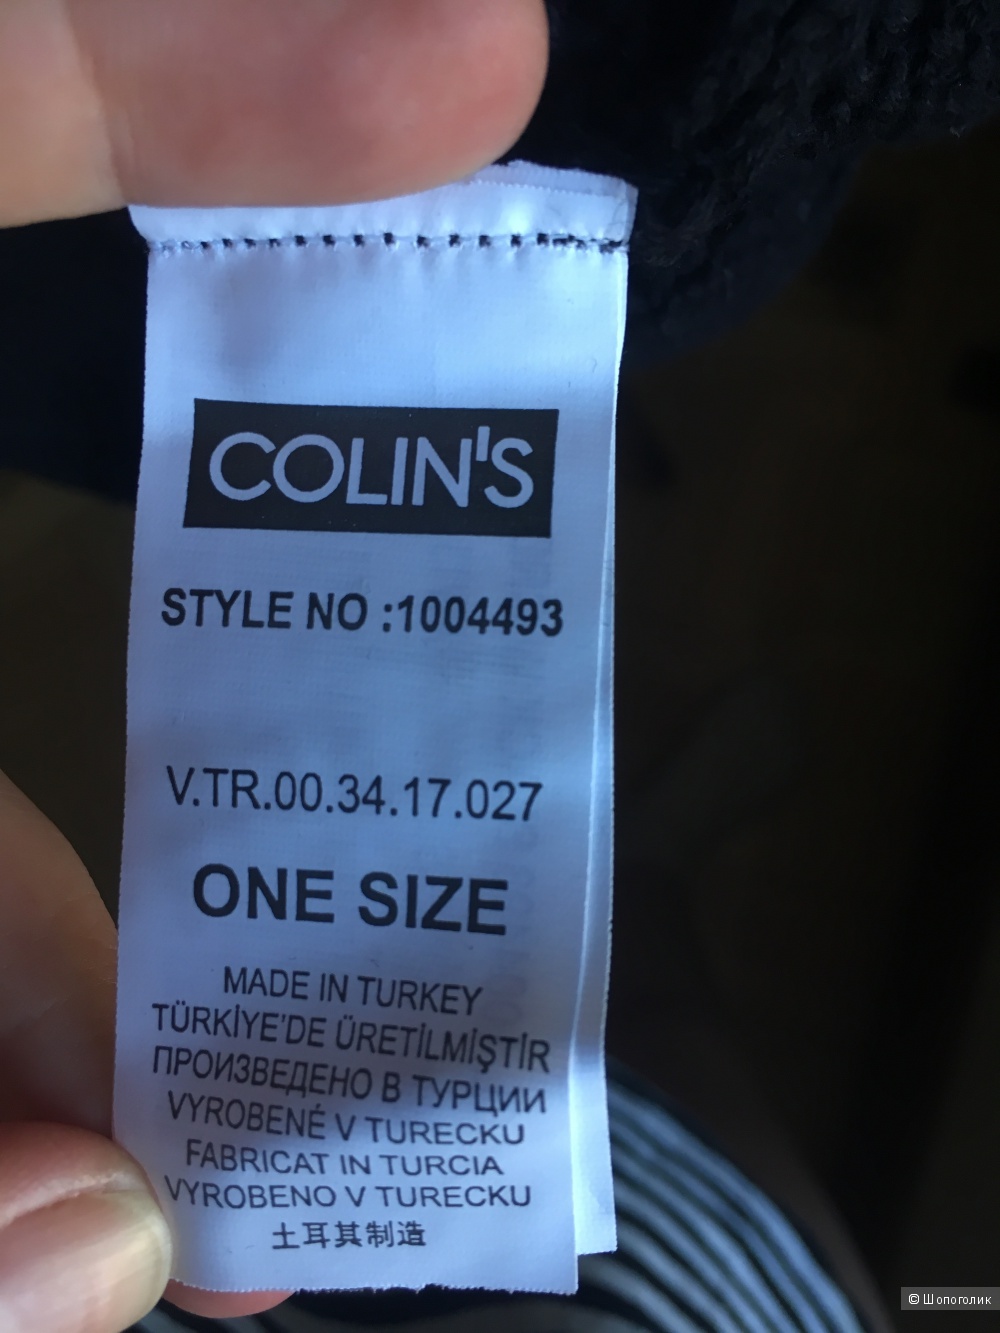 COLIN'S
STYLE NO :1004493
V.TR.00.34.17.027
ONE SIZE
MADE IN TURKEY
TÜRKİYE'DE ÜRETİLMİŞTİR
ПРОИЗВЕДЕНО В ТУРЦИИ
VYROBENÉ V TURECKU
FABRICAT IN TURCIA
VYROBENO V TURECKU
土耳其制造
© Шопоголик